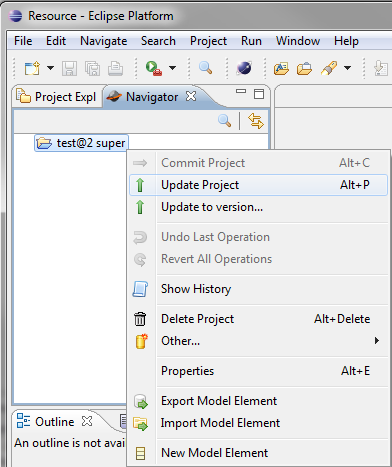 Resource - Eclipse Platform
File Edit Navigate Search Project Run Window Help
Project Expl Navigator
test@2 super
Commit Project Alt+C
Update Project Alt+P
Update to version...
Undo Last Operation
Revert All Operations
Show History
Delete Project Alt+Delete
Other...
Properties Alt+E
Export Model Element
Import Model Element
New Model Element
Outline
An outline is not avai